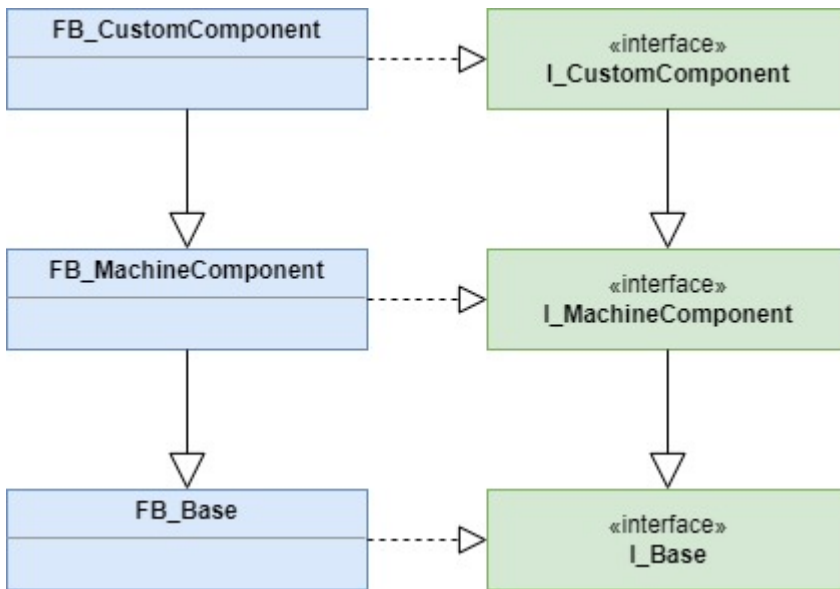 FB_CustomComponent
«interface»
I_CustomComponent
FB_MachineComponent
«interface»
I_MachineComponent
FB_Base
«interface»
I_Base